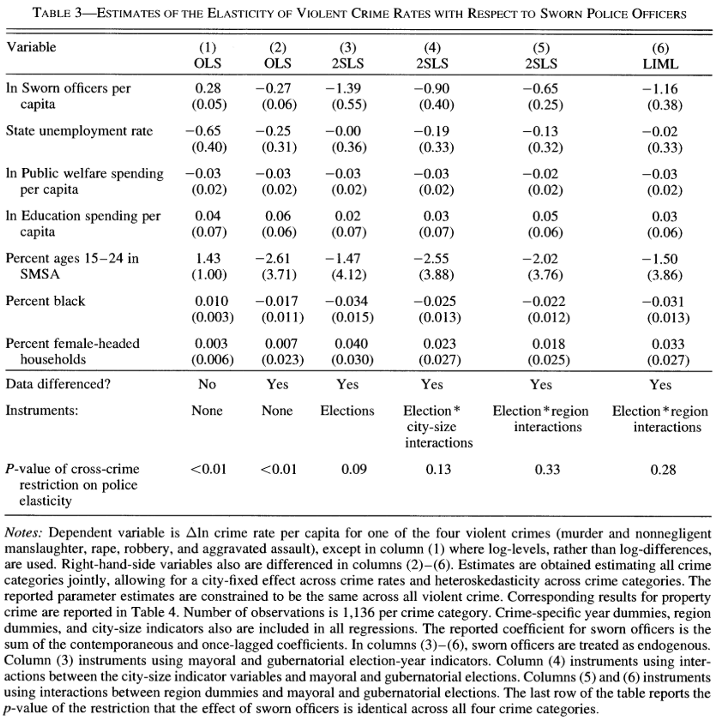 TABLE 3—ESTIMATES OF THE ELASTICITY OF VIOLENT CRIME RATES WITH RESPECT TO SWORN POLICE OFFICERS
Variable (1) OLS (2) OLS (3) 2SLS (4) 2SLS (5) 2SLS (6) LIML
ln Sworn officers per capita 0.28 −0.27 −1.39 −0.90 −0.65 −1.16
(0.05) (0.06) (0.55) (0.40) (0.25) (0.38)
State unemployment rate −0.65 −0.25 −0.00 −0.19 −0.13 −0.02
(0.40) (0.31) (0.36) (0.33) (0.32) (0.33)
ln Public welfare spending per capita −0.03 −0.03 −0.03 −0.03 −0.02 −0.03
(0.02) (0.02) (0.02) (0.02) (0.02) (0.02)
ln Education spending per capita 0.04 0.06 0.02 0.03 0.05 0.03
(0.07) (0.06) (0.07) (0.07) (0.06) (0.06)
Percent ages 15–24 in SMSA 1.43 −2.61 −1.47 −2.55 −2.02 −1.50
(1.00) (3.71) (4.12) (3.88) (3.76) (3.86)
Percent black 0.010 −0.017 −0.034 −0.025 −0.022 −0.031
(0.003) (0.011) (0.015) (0.013) (0.012) (0.013)
Percent female-headed households 0.003 0.007 0.040 0.023 0.018 0.033
(0.006) (0.023) (0.030) (0.027) (0.025) (0.027)
Data differenced? No Yes Yes Yes Yes Yes
Instruments: None None Elections Election * city-size interactions Election * region interactions Election * region interactions
P-value of cross-crime restriction on police elasticity <0.01 <0.01 0.09 0.13 0.33 0.28
Notes: Dependent variable is Δln crime rate per capita for one of the four violent crimes (murder and nonnegligent
manslaughter, rape, robbery, and aggravated assault), except in column (1) where log-levels, rather than log-differences,
are used. Right-hand-side variables also are differenced in columns (2)–(6). Estimates are obtained estimating all crime
categories jointly, allowing for a city-fixed effect across crime rates and heteroskedasticity across crime categories. The
reported parameter estimates are constrained to be the same across all violent crime. Corresponding results for property
crime are reported in Table 4. Number of observations is 1,136 per crime category. Crime-specific year dummies, region
dummies, and city-size indicators also are included in all regressions. The reported coefficient for sworn officers is the
sum of the contemporaneous and once-lagged coefficients. In columns (3)–(6), sworn officers are treated as endogenous.
Column (3) instruments using mayoral and gubernatorial election-year indicators. Column (4) instruments using inter-
actions between the city-size indicator variables and mayoral and gubernatorial elections. Columns (5) and (6) instruments
using interactions between region dummies and mayoral and gubernatorial elections. The last row of the table reports the
p-value of the restriction that the effect of sworn officers is identical across all four crime categories.